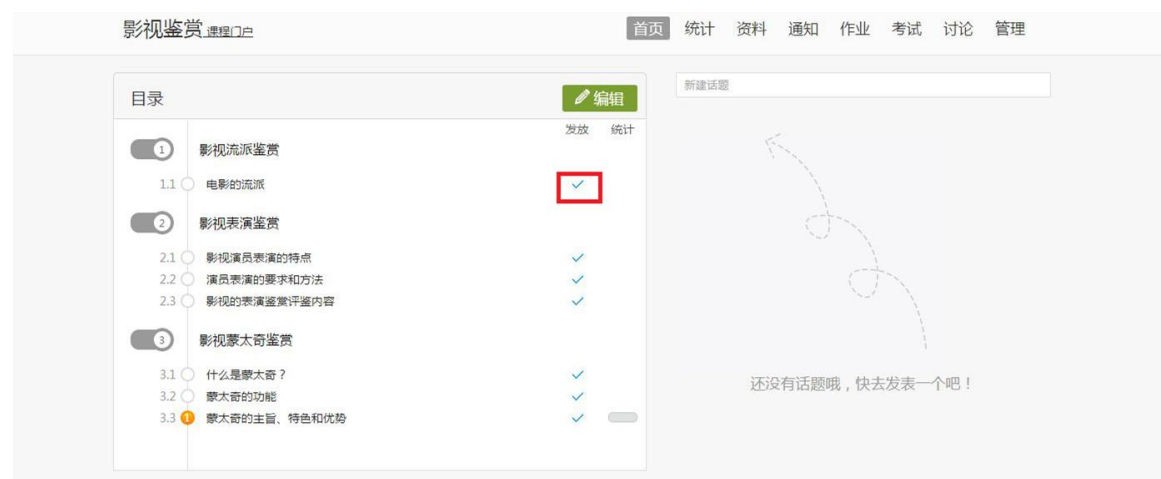 影视鉴赏 课程门户 首页 统计 资料 通知 作业 考试 讨论 管理
目录 编辑
新建话题
发放 统计
1 影视流派鉴赏
1.1 电影的流派
2 影视表演鉴赏
2.1 影视演员表演的特点
2.2 演员表演的要求和方法
2.3 影视的表演鉴赏评鉴内容
3 影视蒙太奇鉴赏
3.1 什么是蒙太奇？
3.2 蒙太奇的功能
3.3 1 蒙太奇的主旨、特色和优势
还没有话题哦，快去发表一个吧！